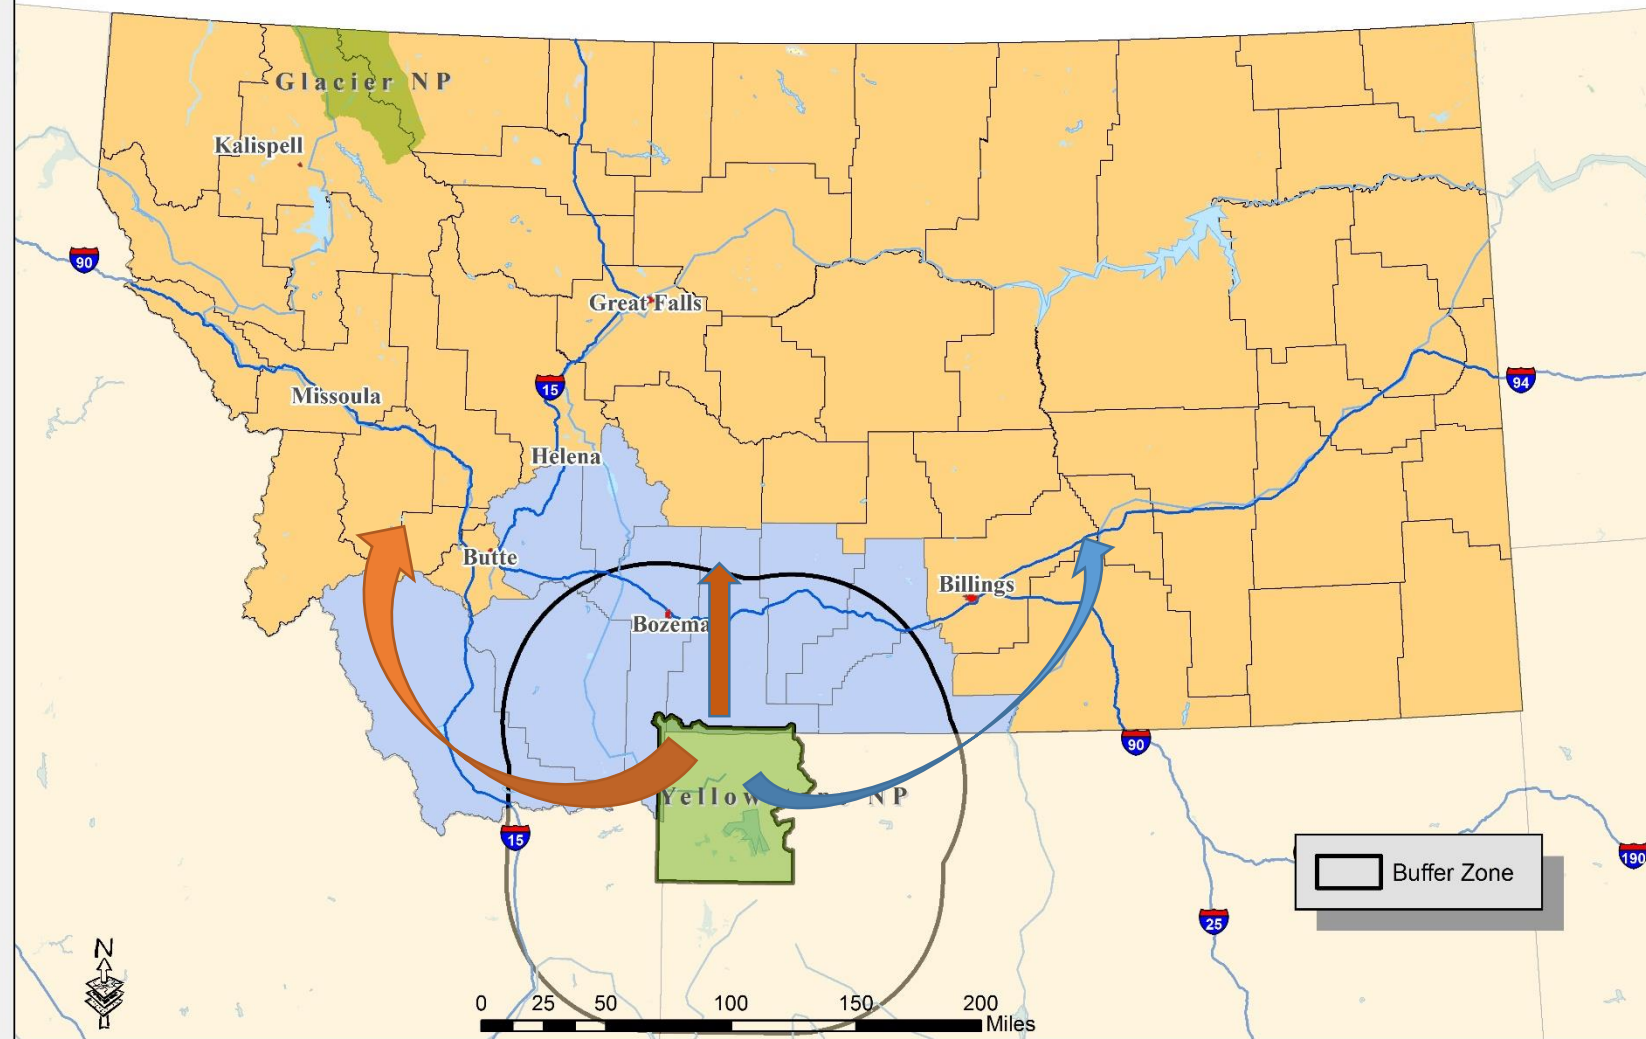 Glacier NP
Kalispell
90
Great Falls
94
15
Missoula
Helena
Butte
Billings
Bozema
90
Yellow NP
15
190
Buffer Zone
25
N
0 25 50 100 150 200
Miles